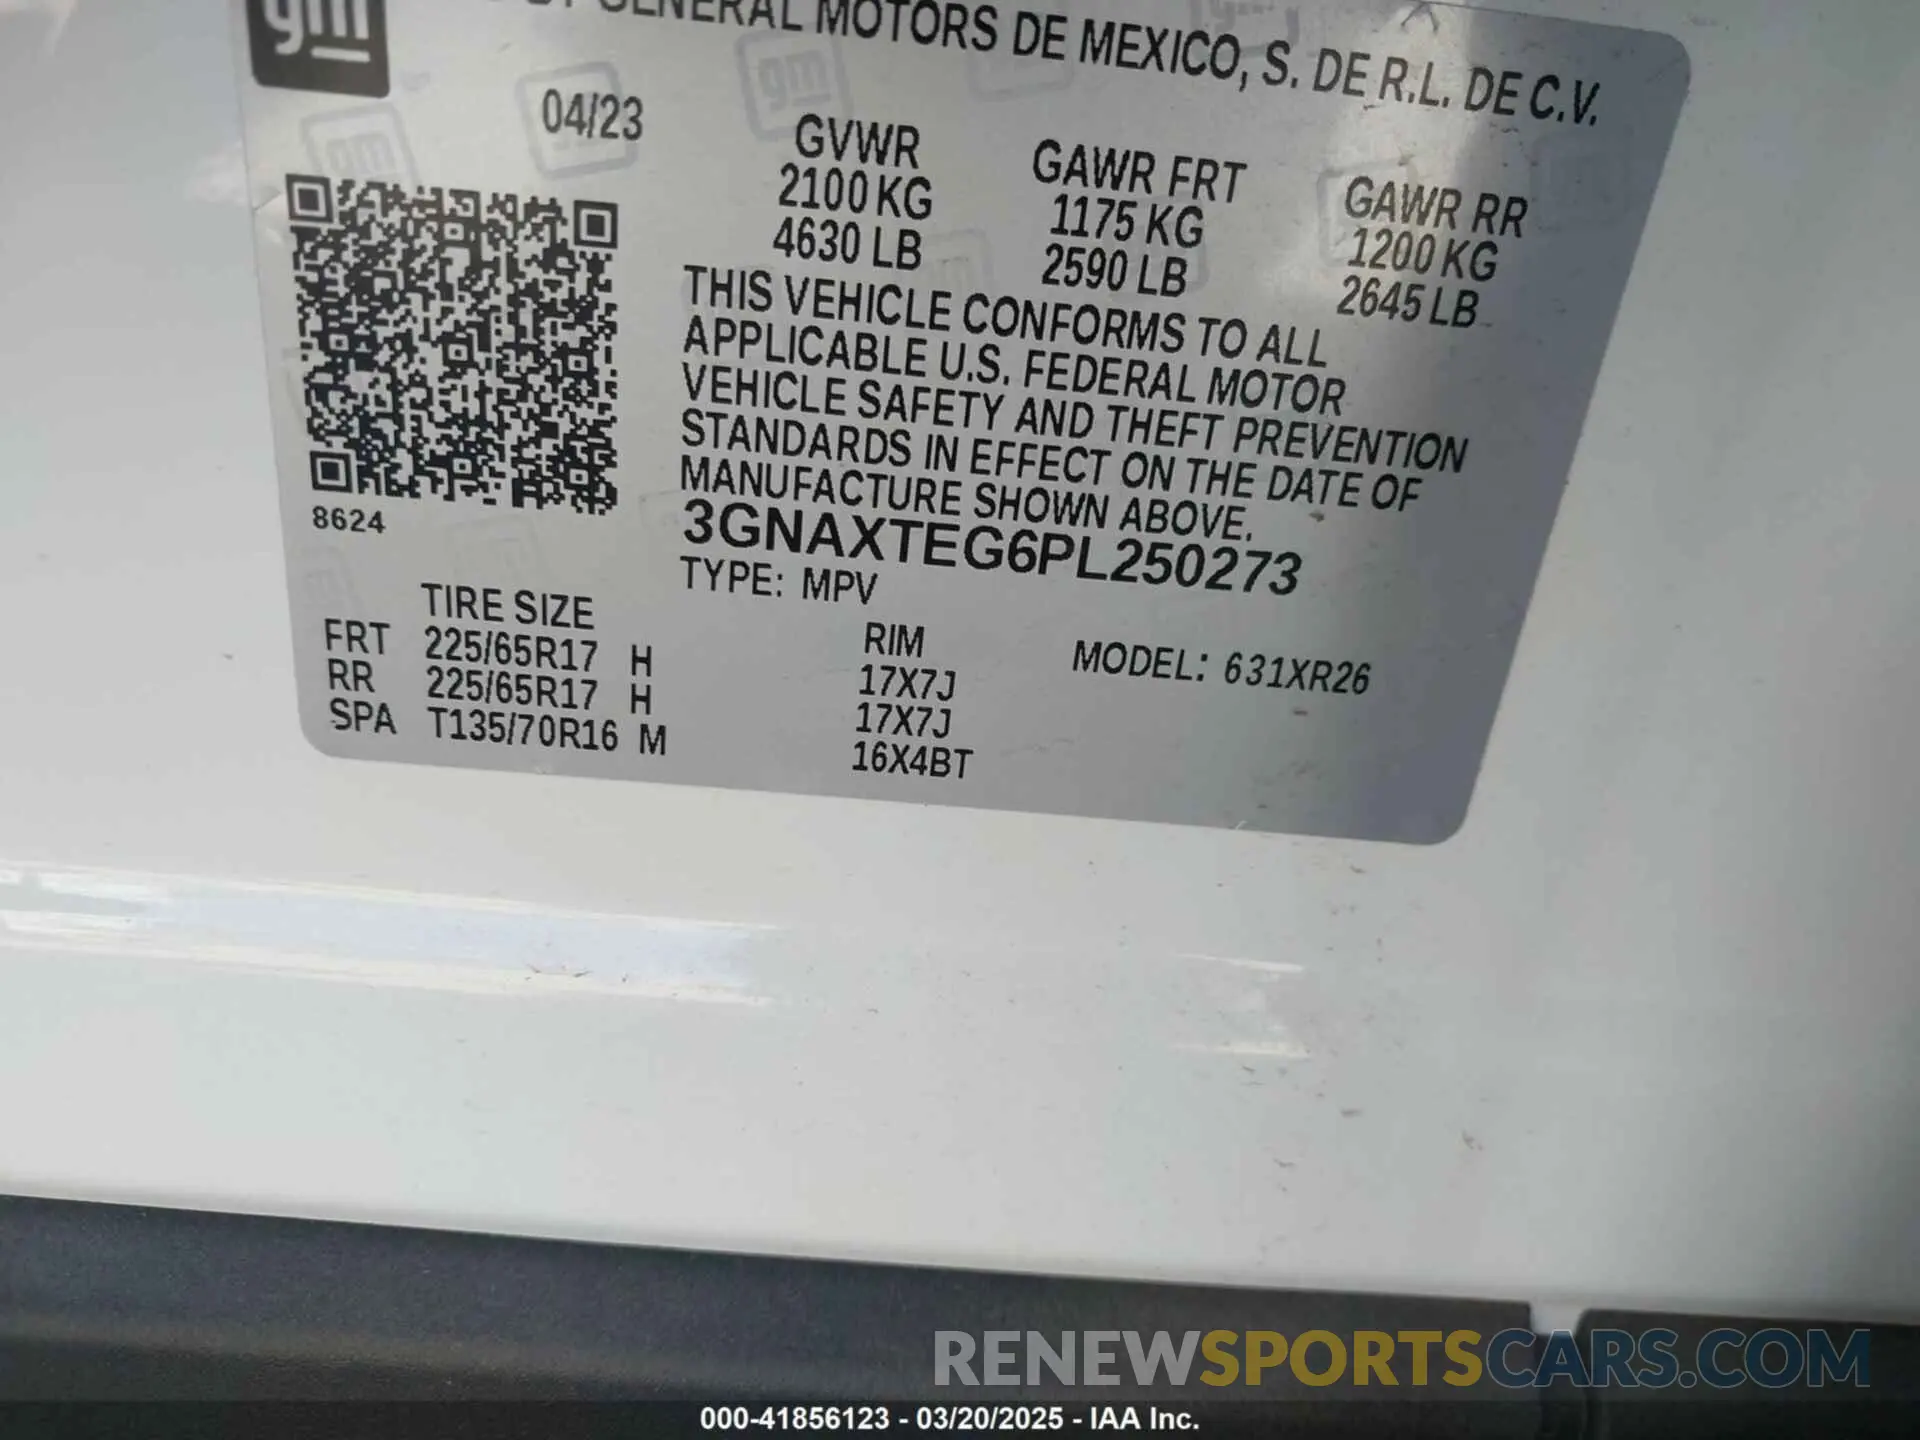 gm
GENERAL MOTORS DE MEXICO, S. DE R.L. DE C.V.
04/23
GVWR
2100 KG
4630 LB
GAWR FRT
1175 KG
2590 LB
GAWR RR
1200 KG
2645 LB
THIS VEHICLE CONFORMS TO ALL
APPLICABLE U.S. FEDERAL MOTOR
VEHICLE SAFETY AND THEFT PREVENTION
STANDARDS IN EFFECT ON THE DATE OF
MANUFACTURE SHOWN ABOVE.
3GNAXTEG6PL250273
TYPE: MPV
8624
TIRE SIZE RIM MODEL: 631XR26
FRT 225/65R17 H 17X7J
RR 225/65R17 H 17X7J
SPA T135/70R16 M 16X4BT
RENEWSPORTSCARS.COM
000-41856123 - 03/20/2025 - IAA Inc.